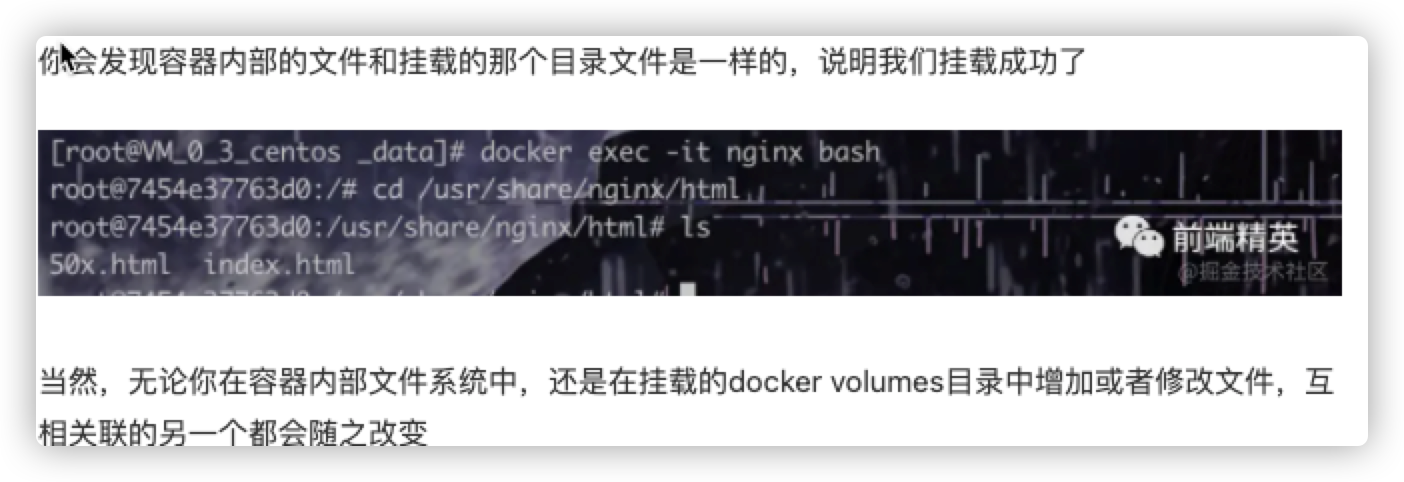 你会发现容器内部的文件和挂载的那个目录文件是一样的，说明我们挂载成功了
[root@VM_0_3_centos _data]# docker exec -it nginx bash
root@7454e37763d0:/# cd /usr/share/nginx/html
root@7454e37763d0:/usr/share/nginx/html# ls
50x.html  index.html
前端精英
@掘金技术社区
当然，无论你在容器内部文件系统中，还是在挂载的docker volumes目录中增加或者修改文件，互
相关联的另一个都会随之改变